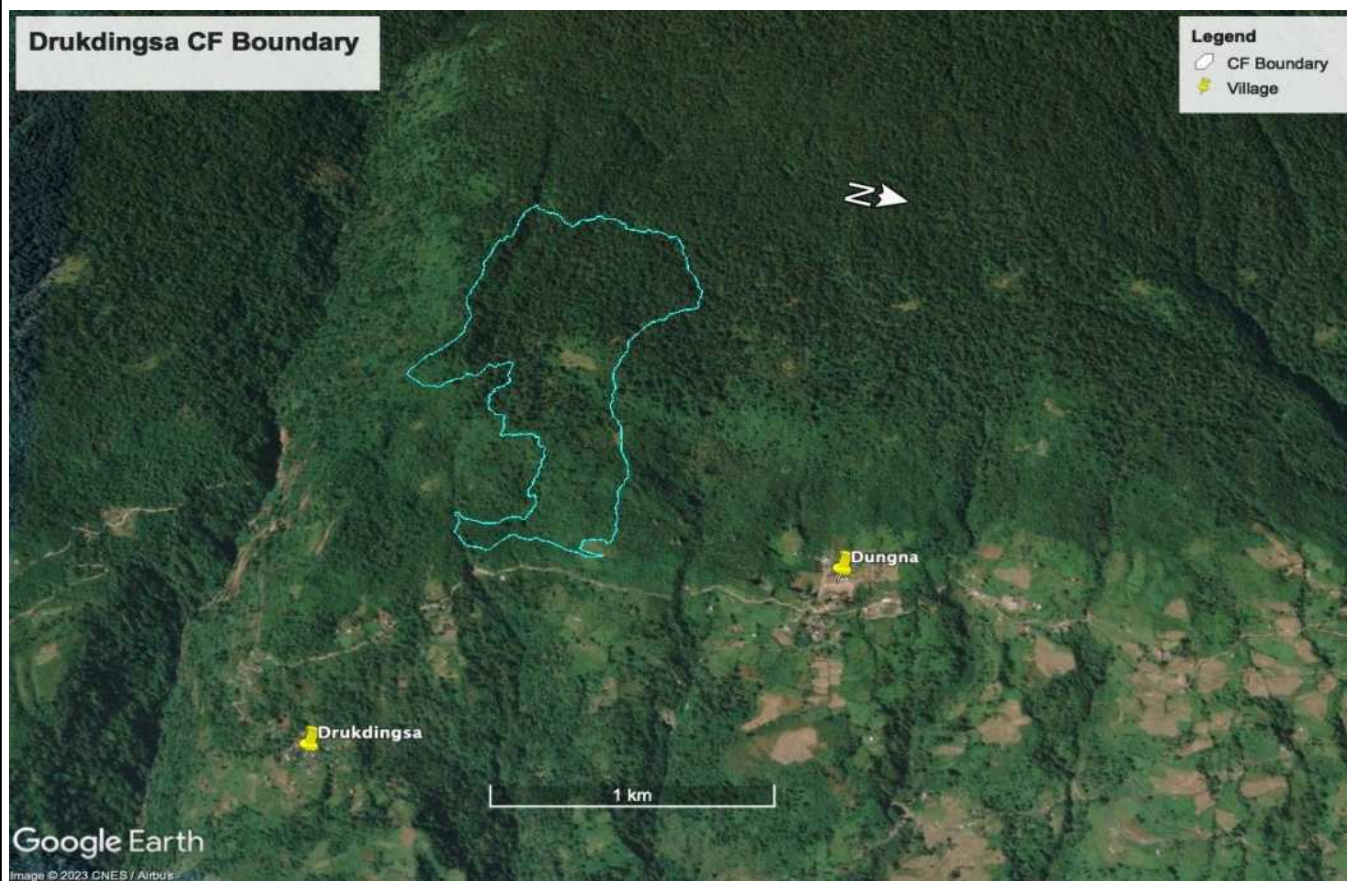 Drukdingsa CF Boundary
Legend
CF Boundary
Village
N
Dungna
Drukdingsa
1 km
Google Earth
Image © 2023 CNES / Airbus